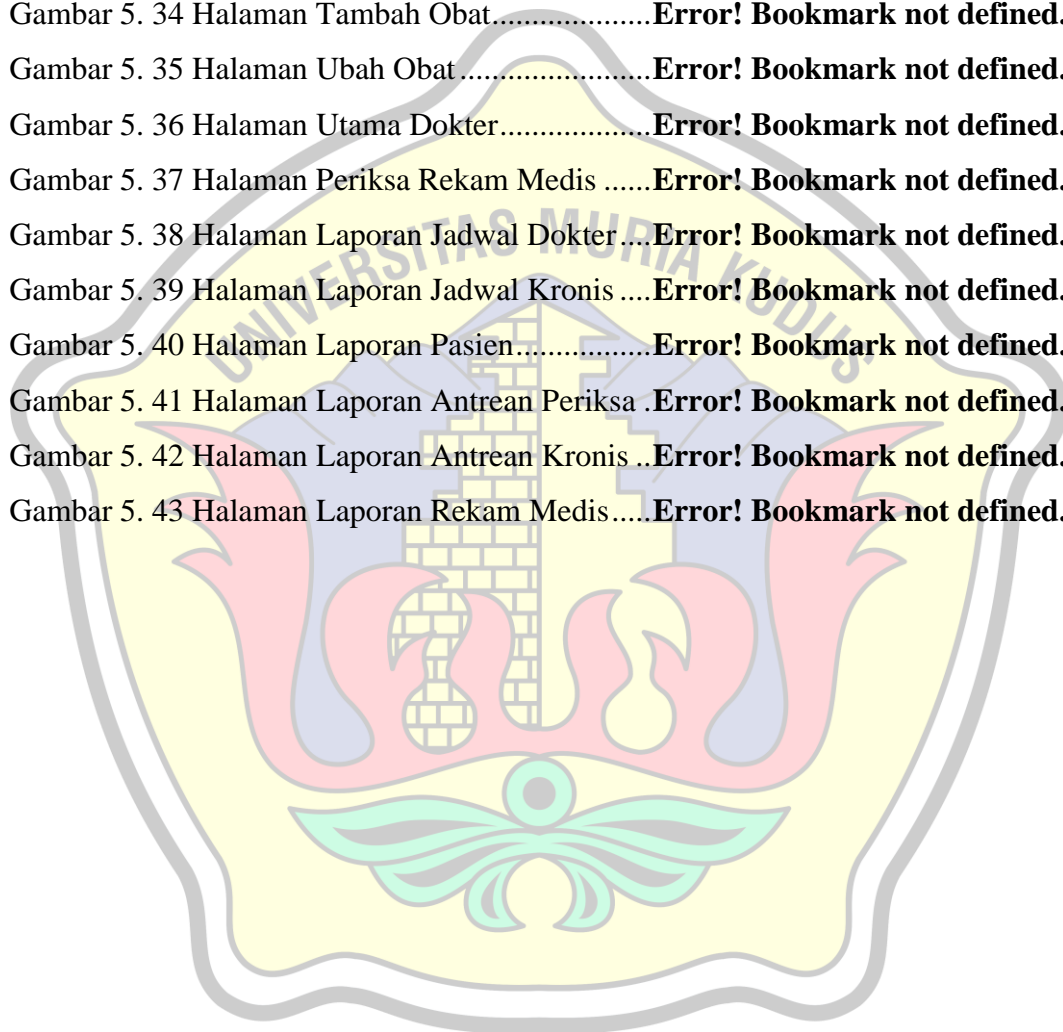 Gambar 5. 34 Halaman Tambah Obat....................Error! Bookmark not defined.
Gambar 5. 35 Halaman Ubah Obat........................Error! Bookmark not defined.
Gambar 5. 36 Halaman Utama Dokter...................Error! Bookmark not defined.
Gambar 5. 37 Halaman Periksa Rekam Medis ......Error! Bookmark not defined.
Gambar 5. 38 Halaman Laporan Jadwal Dokter....Error! Bookmark not defined.
Gambar 5. 39 Halaman Laporan Jadwal Kronis ....Error! Bookmark not defined.
Gambar 5. 40 Halaman Laporan Pasien.................Error! Bookmark not defined.
Gambar 5. 41 Halaman Laporan Antrean Periksa .Error! Bookmark not defined.
Gambar 5. 42 Halaman Laporan Antrean Kronis ..Error! Bookmark not defined.
Gambar 5. 43 Halaman Laporan Rekam Medis.....Error! Bookmark not defined.
UNIVERSITAS MURIA KUDUS